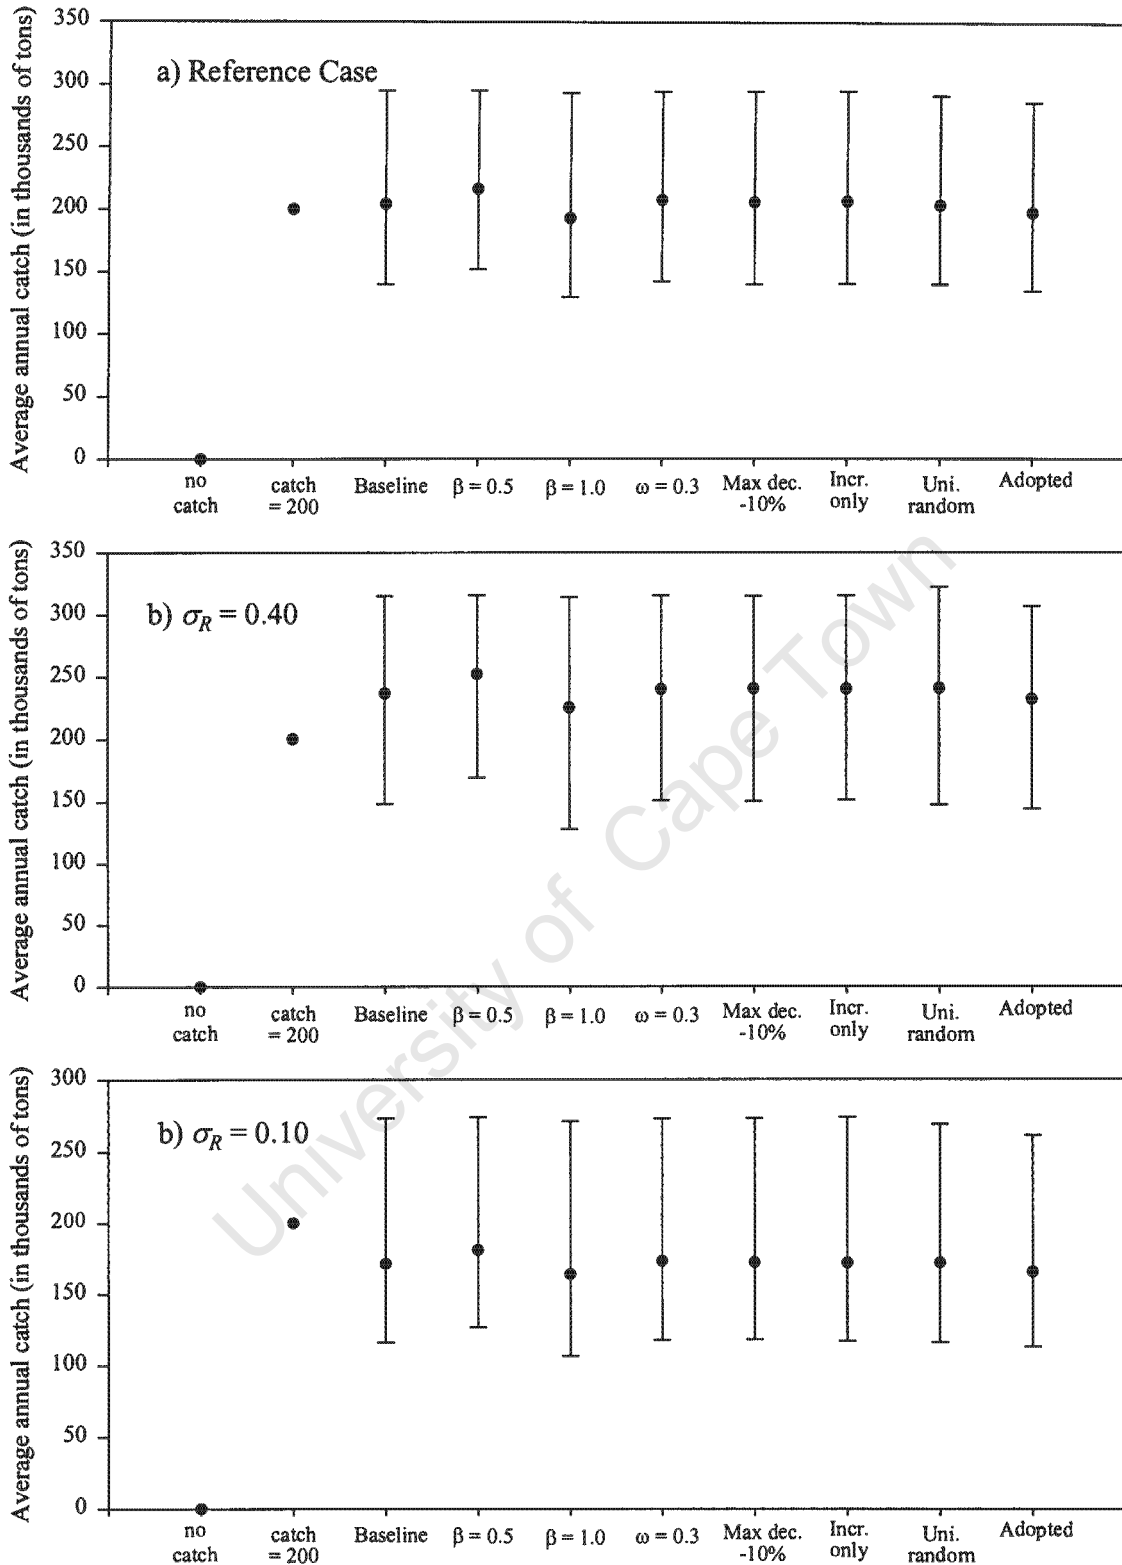 Average annual catch (in thousands of tons)
350
300
250
200
150
100
50
0
a) Reference Case
no catch
catch = 200
Baseline
β = 0.5
β = 1.0
ω = 0.3
Max dec. -10%
Incr. only
Uni. random
Adopted
Average annual catch (in thousands of tons)
350
300
250
200
150
100
50
0
b) σR = 0.40
no catch
catch = 200
Baseline
β = 0.5
β = 1.0
ω = 0.3
Max dec. -10%
Incr. only
Uni. random
Adopted
Average annual catch (in thousands of tons)
300
250
200
150
100
50
0
b) σR = 0.10
no catch
catch = 200
Baseline
β = 0.5
β = 1.0
ω = 0.3
Max dec. -10%
Incr. only
Uni. random
Adopted
University of Cape Town